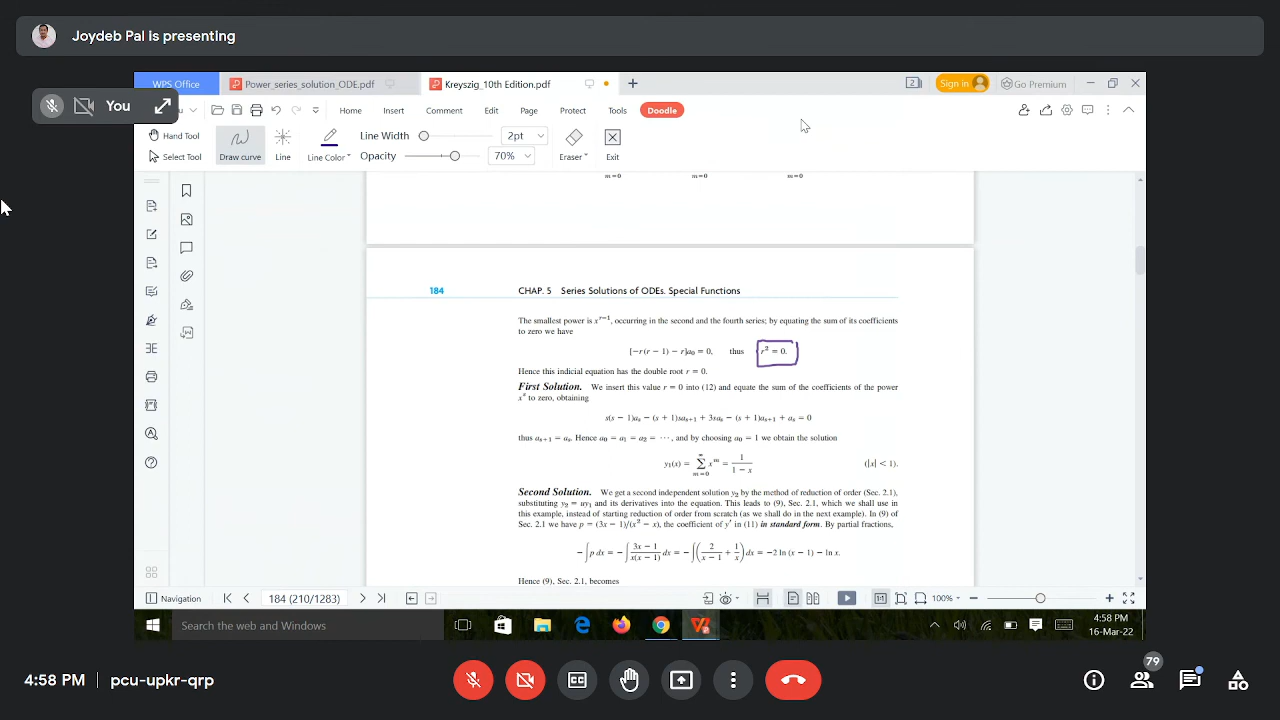 Joydeb Pal is presenting
WPS Office
Power_series_solution_ODE.pdf
Kreyszig_10th Edition.pdf
Sign in
Go Premium
You
Home
Insert
Comment
Edit
Page
Protect
Tools
Doodle
Hand Tool
Select Tool
Draw curve
Line
Line Color
Line Width
2pt
Opacity
70%
Eraser
Exit
m=0 m=0 m=0
184 CHAP. 5 Series Solutions of ODEs. Special Functions
The smallest power is x^{r−1}, occurring in the second and the fourth series; by equating the sum of its coefficients
to zero we have
[−r(r − 1) − r]a₀ = 0, thus r² = 0.
Hence this indicial equation has the double root r = 0.
First Solution. We insert this value r = 0 into (12) and equate the sum of the coefficients of the power
x^s to zero, obtaining
s(s − 1)a_s − (s + 1)sa_{s+1} + 3sa_s − (s + 1)a_{s+1} + a_s = 0
thus a_{s+1} = a_s. Hence a₀ = a₁ = a₂ = ⋯, and by choosing a₀ = 1 we obtain the solution
y₁(x) = ∑_{m=0}^{∞} x^m = 1/(1 − x) (|x| < 1).
Second Solution. We get a second independent solution y₂ by the method of reduction of order (Sec. 2.1),
substituting y₂ = uy₁ and its derivatives into the equation. This leads to (9), Sec. 2.1, which we shall use in
this example, instead of starting reduction of order from scratch (as we shall do in the next example). In (9) of
Sec. 2.1 we have p = (3x − 1)/(x² − x), the coefficient of y′ in (11) in standard form. By partial fractions,
−∫p dx = −∫(3x − 1)/(x(x − 1)) dx = −∫(2/(x − 1) + 1/x) dx = −2 ln (x − 1) − ln x.
Hence (9), Sec. 2.1, becomes
Navigation
184 (210/1283)
100%
Search the web and Windows
4:58 PM
16-Mar-22
4:58 PM | pcu-upkr-qrp
79